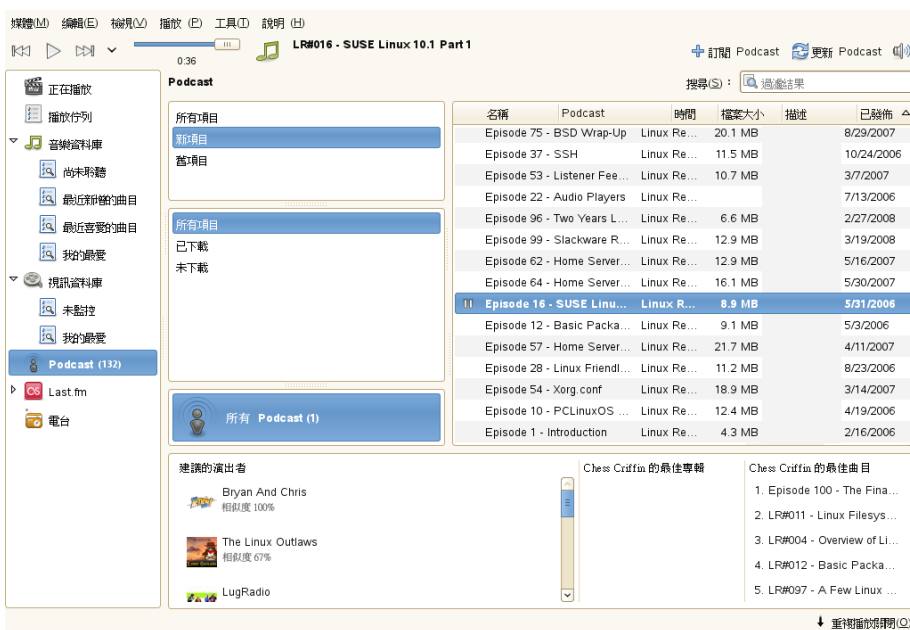 媒體(M) 編輯(E) 檢視(V) 播放 (P) 工具(T) 說明 (H)
LR#016 - SUSE Linux 10.1 Part 1
0:36
訂閱 Podcast
更新 Podcast
正在播放
播放佇列
音樂資料庫
尚未聆聽
最近新增的曲目
最近喜愛的曲目
我的最愛
視訊資料庫
未監控
我的最愛
Podcast (132)
Last.fm
電台
Podcast
搜尋(S)：
過濾結果
所有項目
新項目
舊項目
所有項目
已下載
未下載
所有 Podcast (1)
名稱 Podcast 時間 檔案大小 描述 已發佈
Episode 75 - BSD Wrap-Up Linux Re... 20.1 MB 8/29/2007
Episode 37 - SSH Linux Re... 11.5 MB 10/24/2006
Episode 53 - Listener Fee... Linux Re... 10.7 MB 3/7/2007
Episode 22 - Audio Players Linux Re... 7/13/2006
Episode 96 - Two Years L... Linux Re... 6.6 MB 2/27/2008
Episode 99 - Slackware R... Linux Re... 12.9 MB 3/19/2008
Episode 62 - Home Server... Linux Re... 12.9 MB 5/16/2007
Episode 64 - Home Server... Linux Re... 16.1 MB 5/30/2007
Episode 16 - SUSE Linu... Linux R... 8.9 MB 5/31/2006
Episode 12 - Basic Packa... Linux Re... 9.1 MB 5/3/2006
Episode 57 - Home Server... Linux Re... 21.7 MB 4/11/2007
Episode 28 - Linux Friendl... Linux Re... 11.2 MB 8/23/2006
Episode 54 - Xorg.conf Linux Re... 18.9 MB 3/14/2007
Episode 10 - PCLinuxOS ... Linux Re... 12.4 MB 4/19/2006
Episode 1 - Introduction Linux Re... 4.3 MB 2/16/2006
建議的演出者
Bryan And Chris
相似度 100%
The Linux Outlaws
相似度 67%
LugRadio
Chess Griffin 的最佳專輯
Chess Griffin 的最佳曲目
1. Episode 100 - The Fina...
2. LR#011 - Linux Filesys...
3. LR#004 - Overview of Li...
4. LR#012 - Basic Packa...
5. LR#097 - A Few Linux ...
重複播放關閉(O)